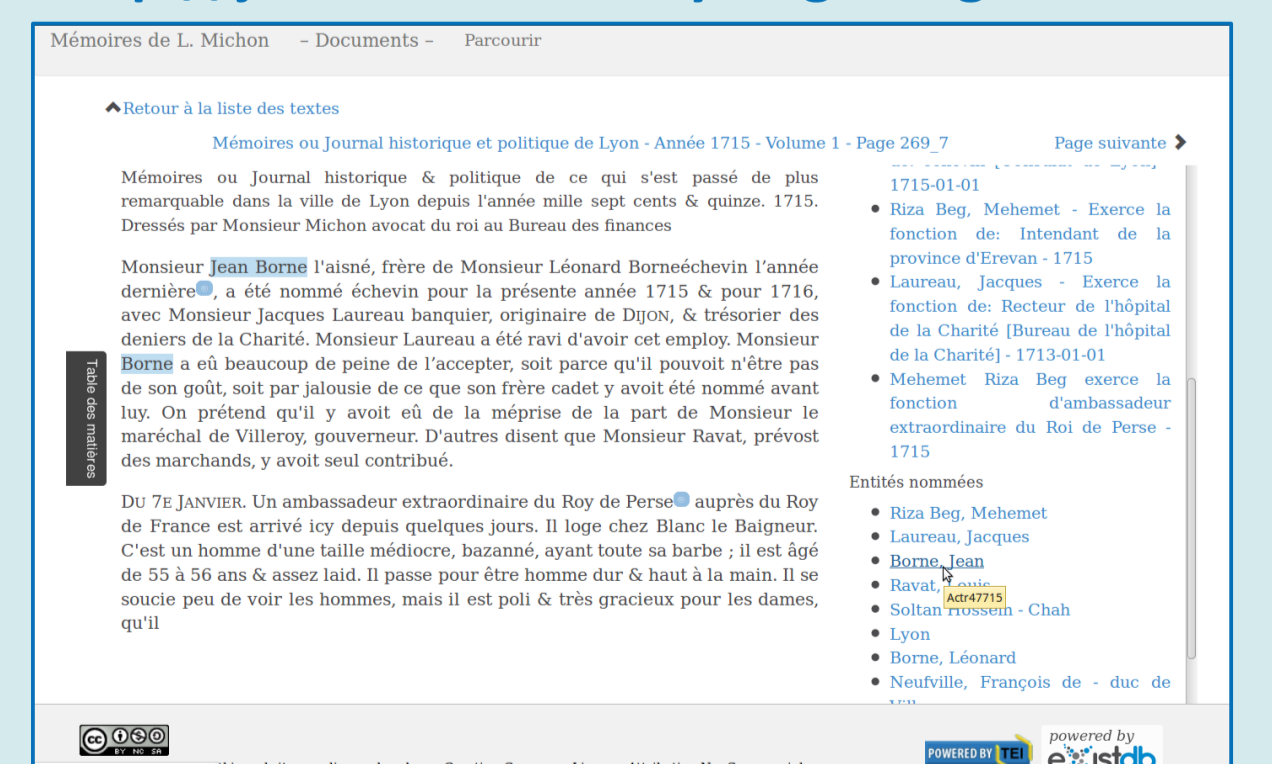 Mémoires de L. Michon – Documents – Parcourir
Retour à la liste des textes
Mémoires ou Journal historique et politique de Lyon - Année 1715 - Volume 1 - Page 269_7 Page suivante
Mémoires ou Journal historique & politique de ce qui s'est passé de plus
remarquable dans la ville de Lyon depuis l'année mille sept cents & quinze. 1715.
Dressés par Monsieur Michon avocat du roi au Bureau des finances
Monsieur Jean Borne l'aisné, frère de Monsieur Léonard Borneéchevin l’année
dernière, a été nommé échevin pour la présente année 1715 & pour 1716,
avec Monsieur Jacques Laureau banquier, originaire de DIJON, & trésorier des
deniers de la Charité. Monsieur Laureau a été ravi d'avoir cet employ. Monsieur
Borne a eû beaucoup de peine de l’accepter, soit parce qu'il pouvoit n'être pas
de son goût, soit par jalousie de ce que son frère cadet y avoit été nommé avant
luy. On prétend qu'il y avoit eû de la méprise de la part de Monsieur le
maréchal de Villeroy, gouverneur. D'autres disent que Monsieur Ravat, prévost
des marchands, y avoit seul contribué.
DU 7E JANVIER. Un ambassadeur extraordinaire du Roy de Perse auprès du Roy
de France est arrivé icy depuis quelques jours. Il loge chez Blanc le Baigneur.
C'est un homme d'une taille médiocre, bazanné, ayant toute sa barbe ; il est âgé
de 55 à 56 ans & assez laid. Il passe pour être homme dur & haut à la main. Il se
soucie peu de voir les hommes, mais il est poli & très gracieux pour les dames,
qu'il
Table des matières
1715-01-01
Riza Beg, Mehemet - Exerce la
fonction de: Intendant de la
province d'Erevan - 1715
Laureau, Jacques - Exerce la
fonction de: Recteur de l'hôpital
de la Charité [Bureau de l'hôpital
de la Charité] - 1713-01-01
Mehemet Riza Beg exerce la
fonction d'ambassadeur
extraordinaire du Roi de Perse -
1715
Entités nommées
Riza Beg, Mehemet
Laureau, Jacques
Borne, Jean
Ravat, Louis
Actr47715
Soltan Hossein - Chah
Lyon
Borne, Léonard
Neufville, François de - duc de
cc BY NC SA
POWERED BY TEI
powered by
existdb